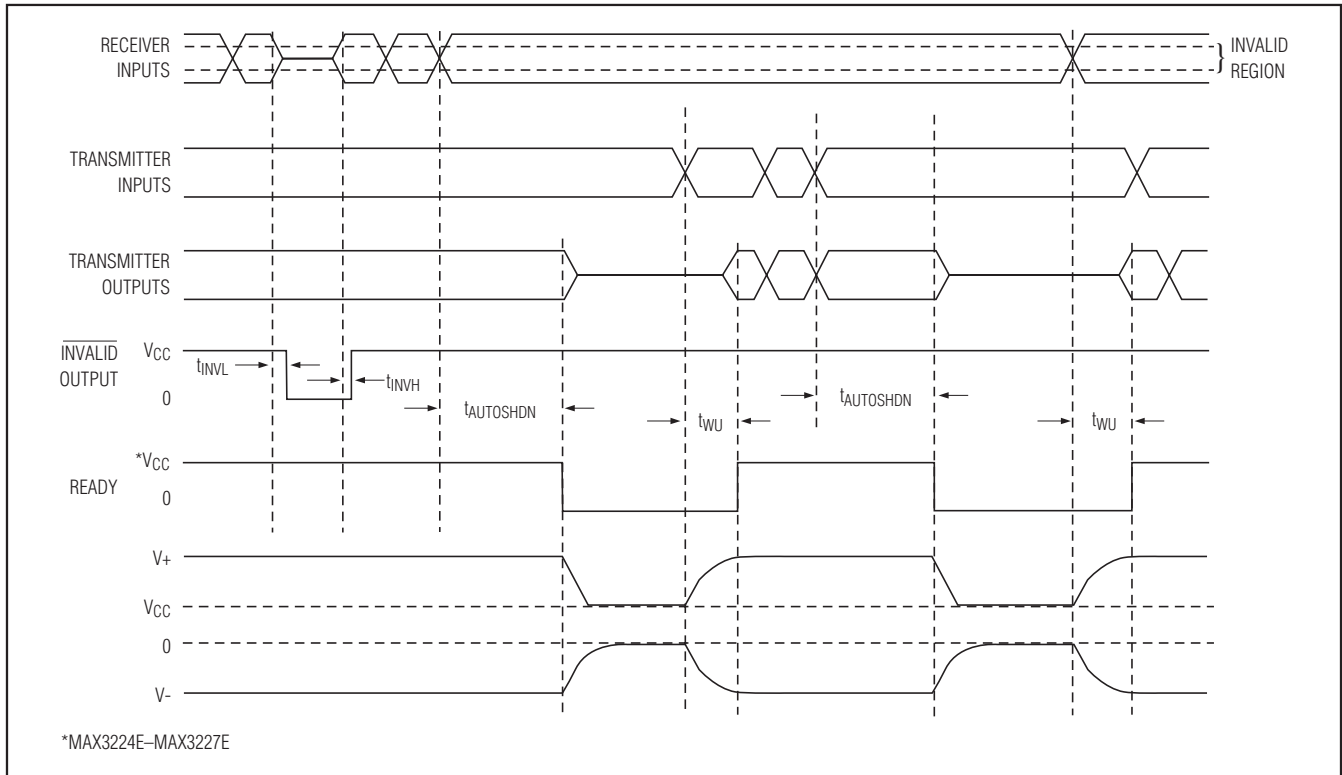 RECEIVER
INPUTS
INVALID
REGION
TRANSMITTER
INPUTS
TRANSMITTER
OUTPUTS
INVALID
OUTPUT
VCC
0
tINVL
tINVH
tAUTOSHDN
tWU
tAUTOSHDN
tWU
READY
*VCC
0
V+
VCC
0
V-
*MAX3224E–MAX3227E